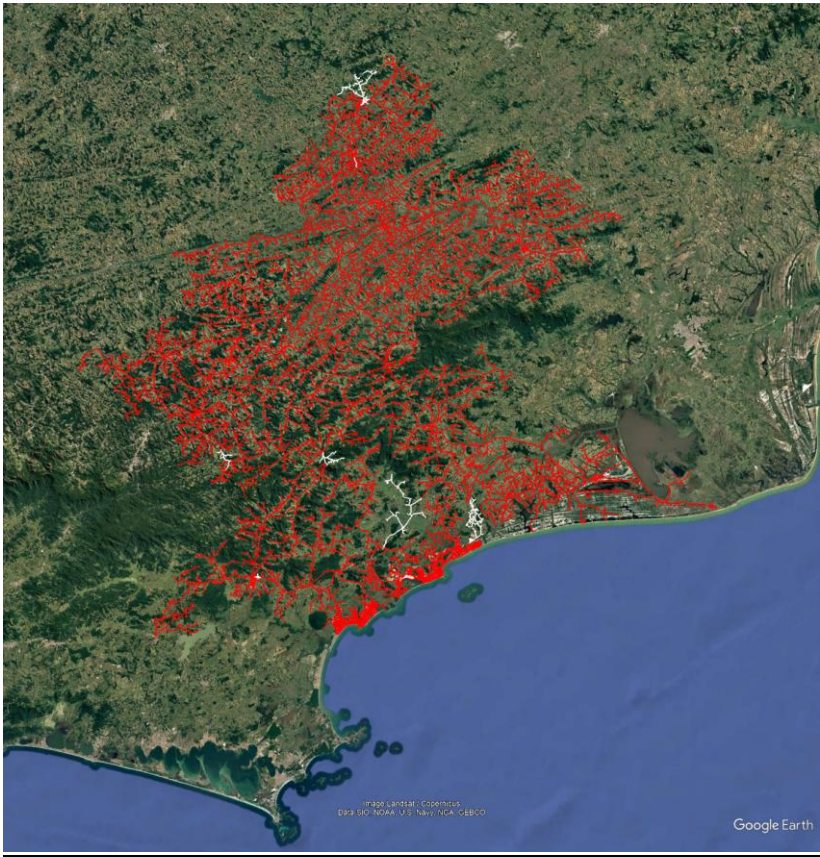 Image Landsat / Copernicus
Data SIO, NOAA, U.S. Navy, NGA, GEBCO
Google Earth